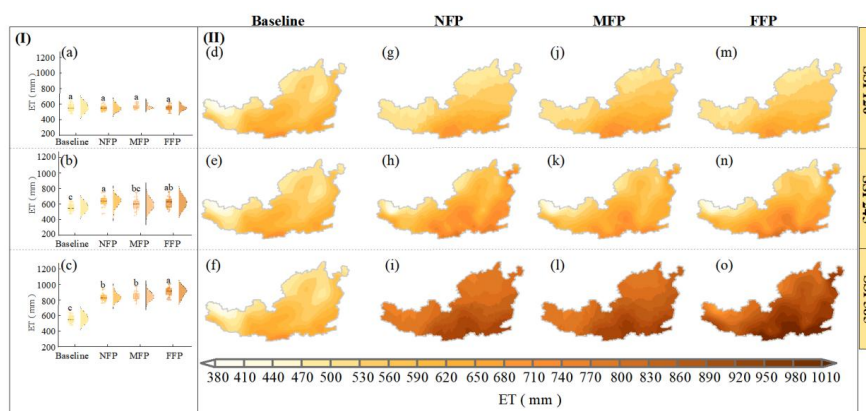 Baseline NFP MFP FFP
(I) (II)
(a) (d) (g) (j) (m)
1200
1000
800
600
400
200
ET ( mm )
a a a a
Baseline NFP MFP FFP
(b) (e) (h) (k) (n)
1200
1000
800
600
400
200
ET ( mm )
c a bc ab
Baseline NFP MFP FFP
(c) (f) (i) (l) (o)
1200
1000
800
600
400
200
ET ( mm )
c b b a
Baseline NFP MFP FFP
380 410 440 470 500 530 560 590 620 650 680 710 740 770 800 830 860 890 920 950 980 1010
ET ( mm )